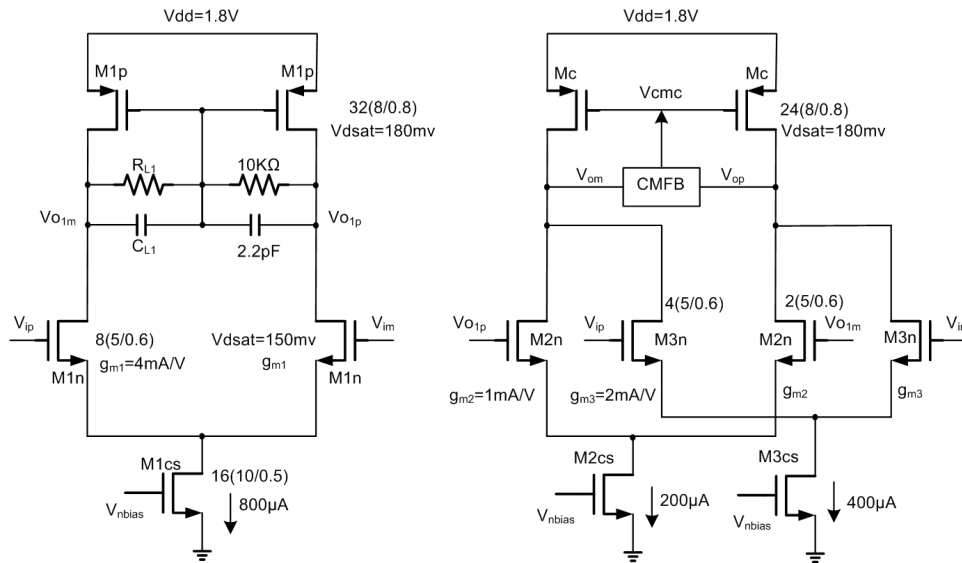 Vdd=1.8V
Vdd=1.8V
M1p
M1p
Mc
Mc
Vcmc
32(8/0.8)
Vdsat=180mv
24(8/0.8)
Vdsat=180mv
RL1
10KΩ
Vom
CMFB
Vop
Vo1m
Vo1p
CL1
2.2pF
4(5/0.6)
2(5/0.6)
Vip
8(5/0.6)
gm1=4mA/V
M1n
Vdsat=150mv
gm1
M1n
Vim
Vo1p
M2n
Vip
M3n
M2n
Vo1m
M3n
gm2=1mA/V
gm3=2mA/V
gm2
gm3
M1cs
16(10/0.5)
Vnbias
800µA
M2cs
Vnbias
200µA
M3cs
Vnbias
400µA